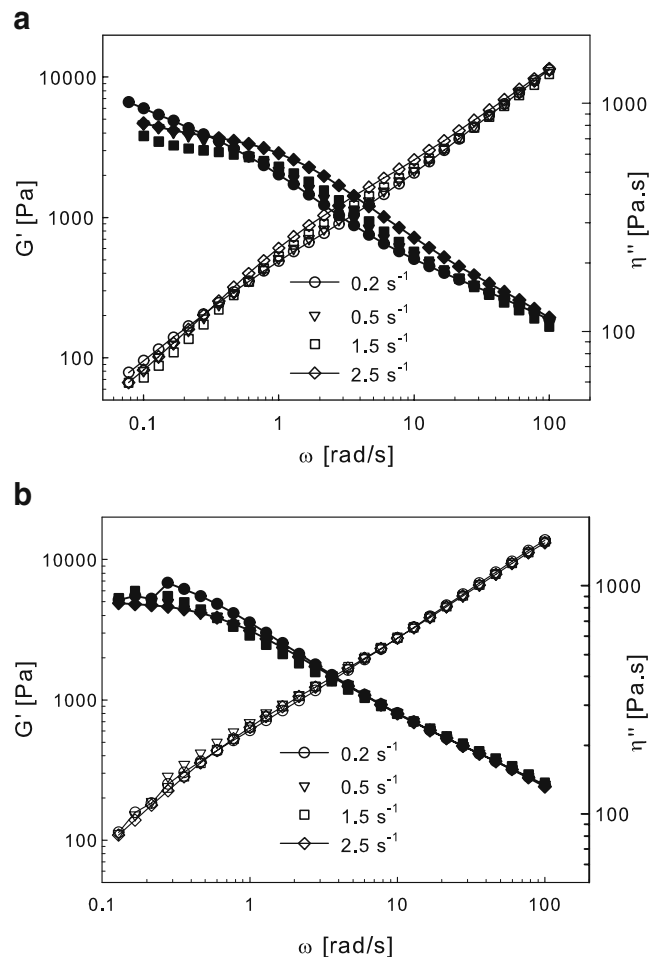 a
10000
1000
100
G' [Pa]
1000
100
η'' [Pa.s]
0.2 s⁻¹
0.5 s⁻¹
1.5 s⁻¹
2.5 s⁻¹
0.1 1 10 100
ω [rad/s]
b
10000
1000
100
G' [Pa]
1000
100
η'' [Pa.s]
0.2 s⁻¹
0.5 s⁻¹
1.5 s⁻¹
2.5 s⁻¹
0.1 1 10 100
ω [rad/s]